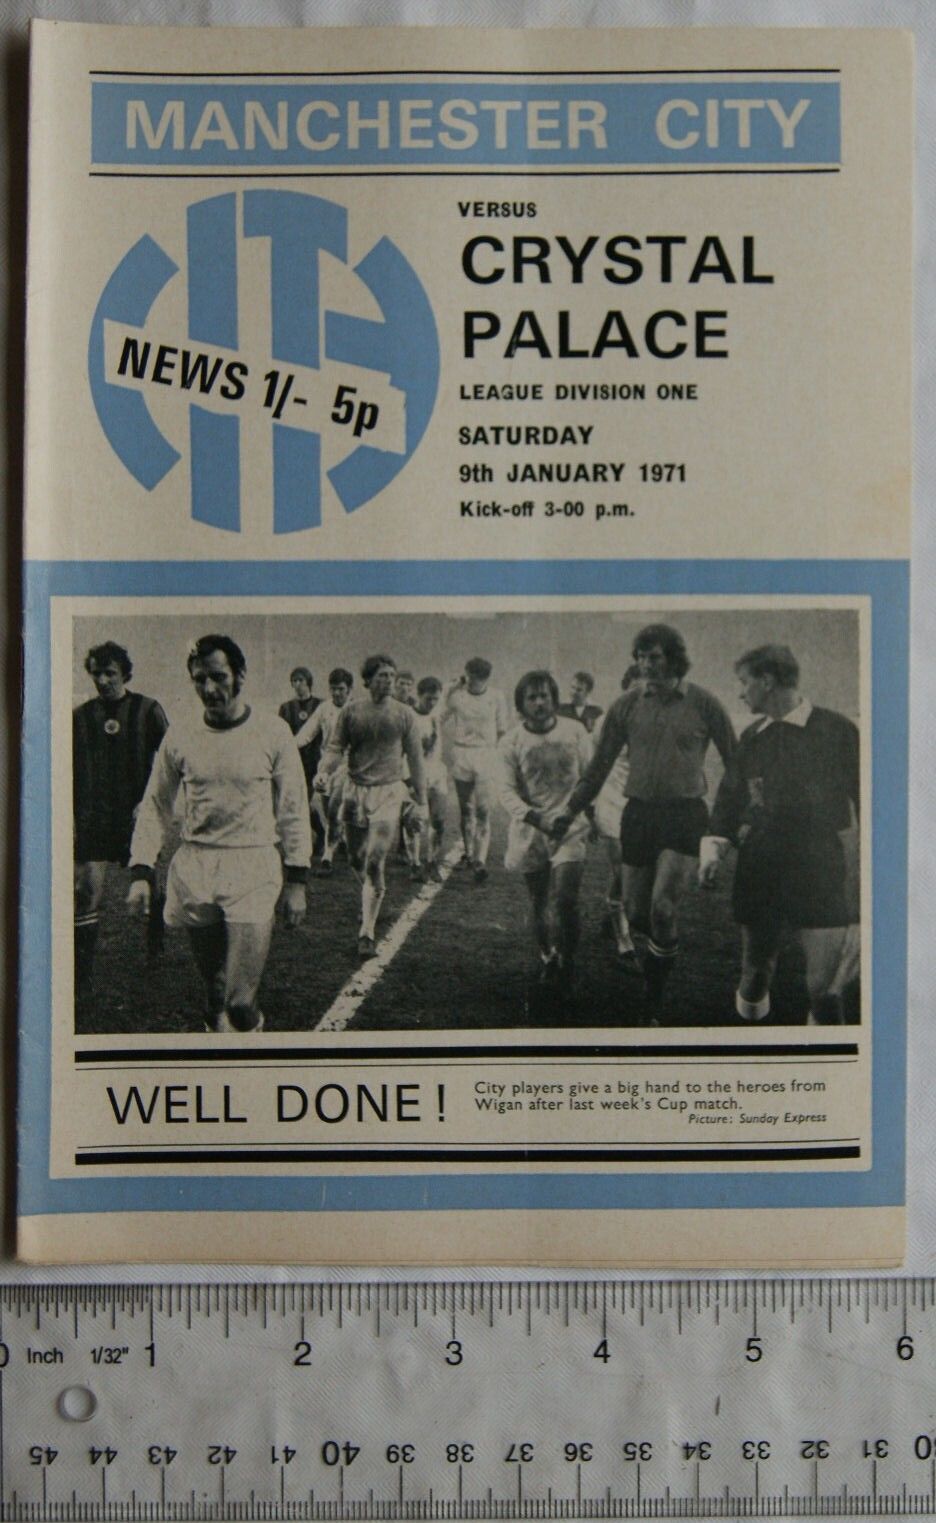 MANCHESTER CITY
CITY
NEWS 1/- 5p
VERSUS
CRYSTAL
PALACE
LEAGUE DIVISION ONE
SATURDAY
9th JANUARY 1971
Kick-off 3-00 p.m.
WELL DONE!
City players give a big hand to the heroes from
Wigan after last week's Cup match.
Picture: Sunday Express
0 Inch 1/32" 1 2 3 4 5 6
45 44 43 42 41 40 39 38 37 36 35 34 33 32 31 30